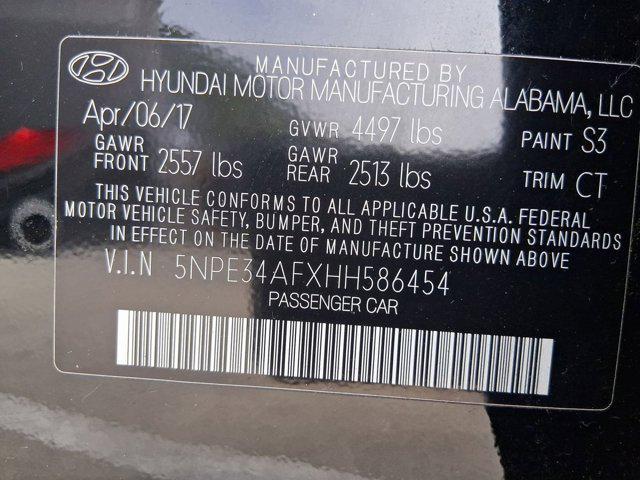 MANUFACTURED BY
HYUNDAI MOTOR MANUFACTURING ALABAMA, LLC
Apr/06/17 GVWR 4497 lbs PAINT S3
GAWR FRONT 2557 lbs GAWR REAR 2513 lbs TRIM CT
THIS VEHICLE CONFORMS TO ALL APPLICABLE U.S.A. FEDERAL
MOTOR VEHICLE SAFETY, BUMPER, AND THEFT PREVENTION STANDARDS
IN EFFECT ON THE DATE OF MANUFACTURE SHOWN ABOVE
V.I.N 5NPE34AFXHH586454
PASSENGER CAR